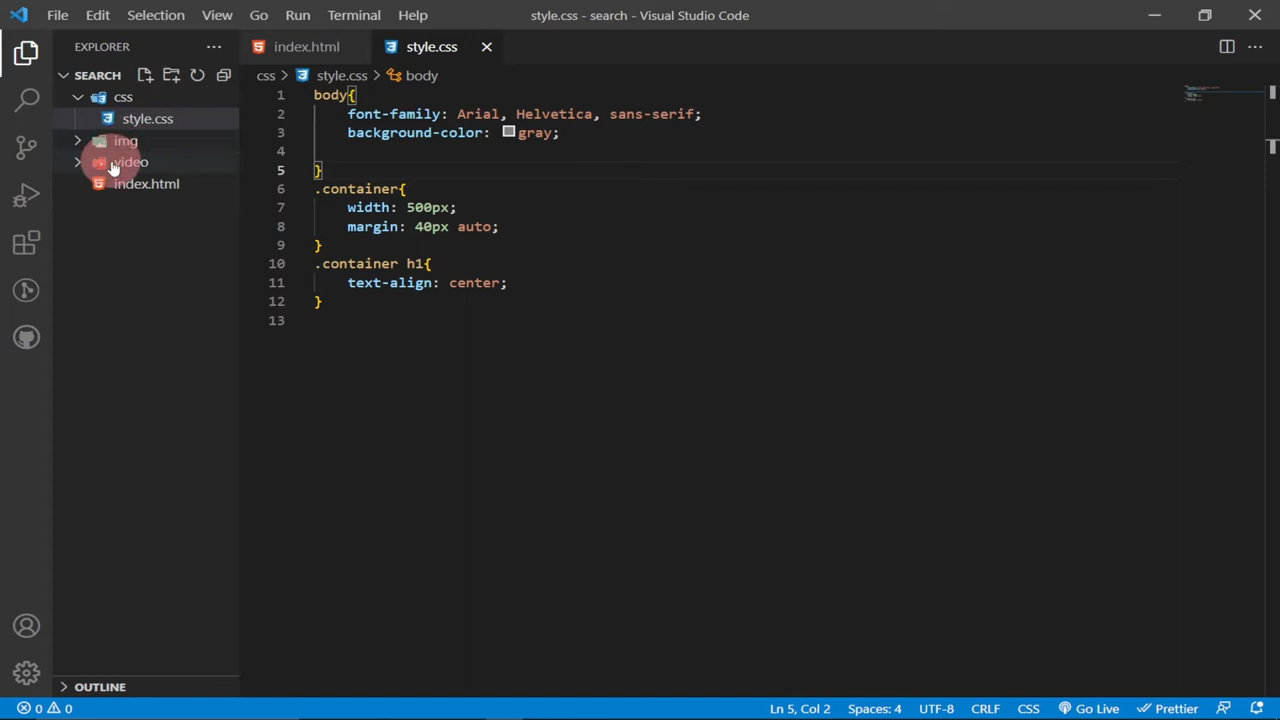 File Edit Selection View Go Run Terminal Help style.css - search - Visual Studio Code
EXPLORER
SEARCH
css
style.css
img
video
index.html
OUTLINE
index.html style.css
css > style.css > body
1 body{
2 font-family: Arial, Helvetica, sans-serif;
3 background-color: gray;
4
5 }
6 .container{
7 width: 500px;
8 margin: 40px auto;
9 }
10 .container h1{
11 text-align: center;
12 }
13
0 0 Ln 5, Col 2 Spaces: 4 UTF-8 CRLF CSS Go Live Prettier